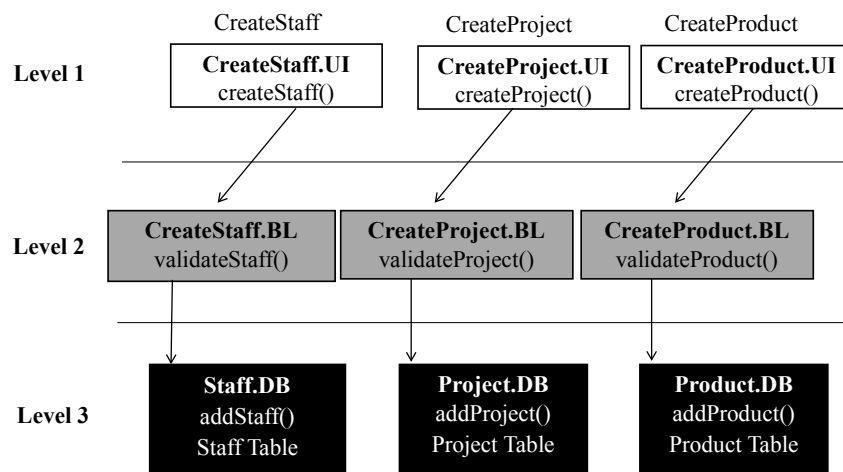 CreateStaff
CreateProject
CreateProduct
Level 1
CreateStaff.UI
createStaff()
CreateProject.UI
createProject()
CreateProduct.UI
createProduct()
Level 2
CreateStaff.BL
validateStaff()
CreateProject.BL
validateProject()
CreateProduct.BL
validateProduct()
Level 3
Staff.DB
addStaff()
Staff Table
Project.DB
addProject()
Project Table
Product.DB
addProduct()
Product Table